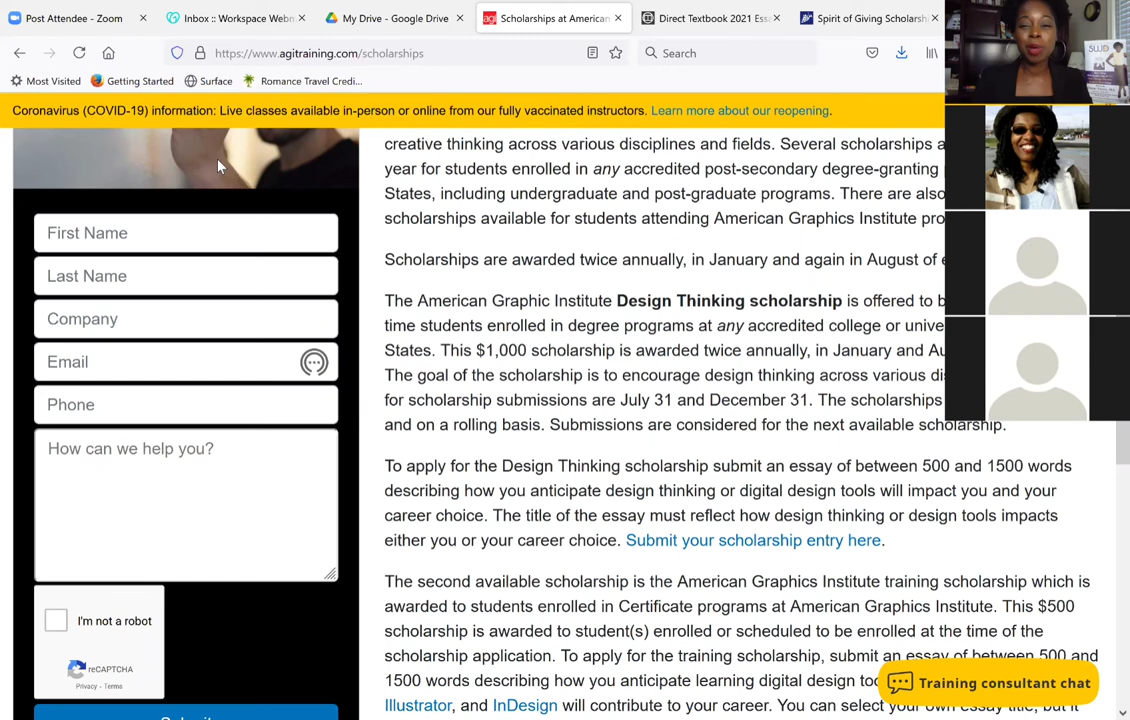 Post Attendee - Zoom
Inbox :: Workspace Webm
My Drive - Google Drive
agi
Scholarships at American
Direct Textbook 2021 Ess
Spirit of Giving Scholarsh
https://www.agitraining.com/scholarships
Search
Most Visited
Getting Started
Surface
Romance Travel Credi...
SWID
Coronavirus (COVID-19) information: Live classes available in-person or online from our fully vaccinated instructors. Learn more about our reopening.
First Name
Last Name
Company
Email
Phone
How can we help you?
I'm not a robot
reCAPTCHA
Privacy - Terms
creative thinking across various disciplines and fields. Several scholarships a
year for students enrolled in any accredited post-secondary degree-granting
States, including undergraduate and post-graduate programs. There are also
scholarships available for students attending American Graphics Institute pro
Scholarships are awarded twice annually, in January and again in August of e
The American Graphic Institute Design Thinking scholarship is offered to b
time students enrolled in degree programs at any accredited college or unive
States. This $1,000 scholarship is awarded twice annually, in January and Au
The goal of the scholarship is to encourage design thinking across various di
for scholarship submissions are July 31 and December 31. The scholarships
and on a rolling basis. Submissions are considered for the next available scholarship.
To apply for the Design Thinking scholarship submit an essay of between 500 and 1500 words
describing how you anticipate design thinking or digital design tools will impact you and your
career choice. The title of the essay must reflect how design thinking or design tools impacts
either you or your career choice. Submit your scholarship entry here.
The second available scholarship is the American Graphics Institute training scholarship which is
awarded to students enrolled in Certificate programs at American Graphics Institute. This $500
scholarship is awarded to student(s) enrolled or scheduled to be enrolled at the time of the
scholarship application. To apply for the training scholarship, submit an essay of between 500 and
1500 words describing how you anticipate learning digital design too
Illustrator, and InDesign will contribute to your career. You can select your own essay title, but it
Training consultant chat